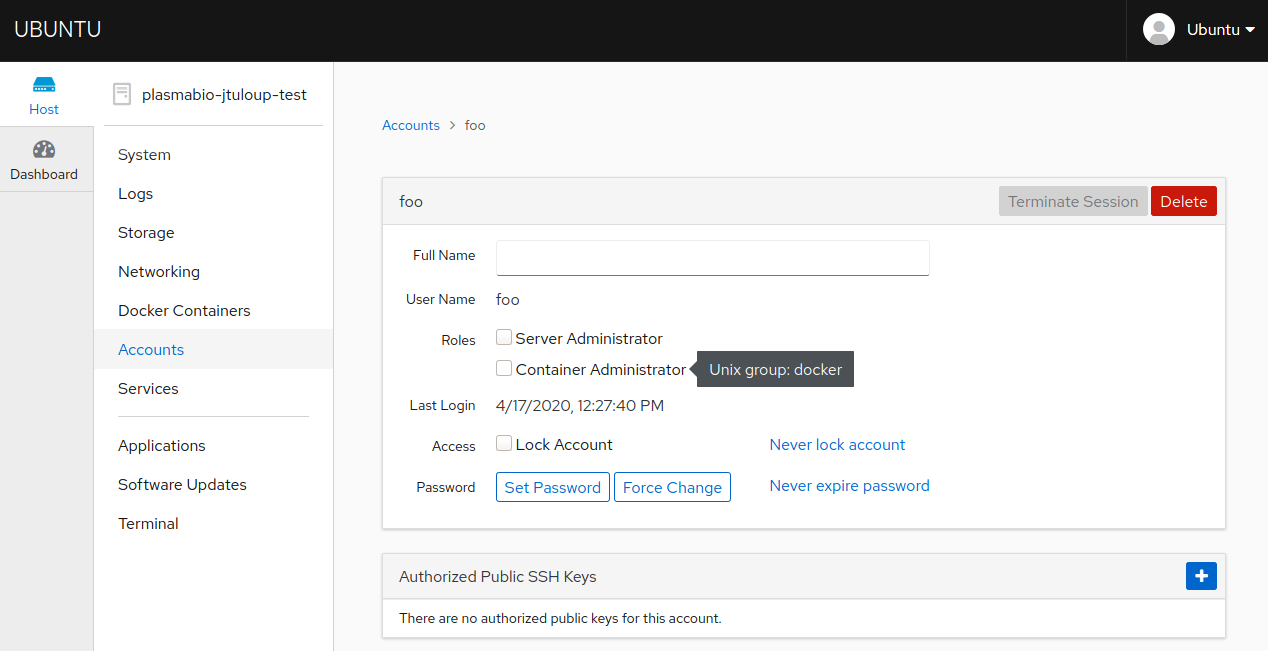 UBUNTU
Ubuntu
Host
Dashboard
plasmabio-jtuloup-test
System
Logs
Storage
Networking
Docker Containers
Accounts
Services
Applications
Software Updates
Terminal
Accounts > foo
foo
Terminate Session
Delete
Full Name
User Name foo
Roles Server Administrator
Container Administrator Unix group: docker
Last Login 4/17/2020, 12:27:40 PM
Access Lock Account Never lock account
Password Set Password Force Change Never expire password
Authorized Public SSH Keys
There are no authorized public keys for this account.